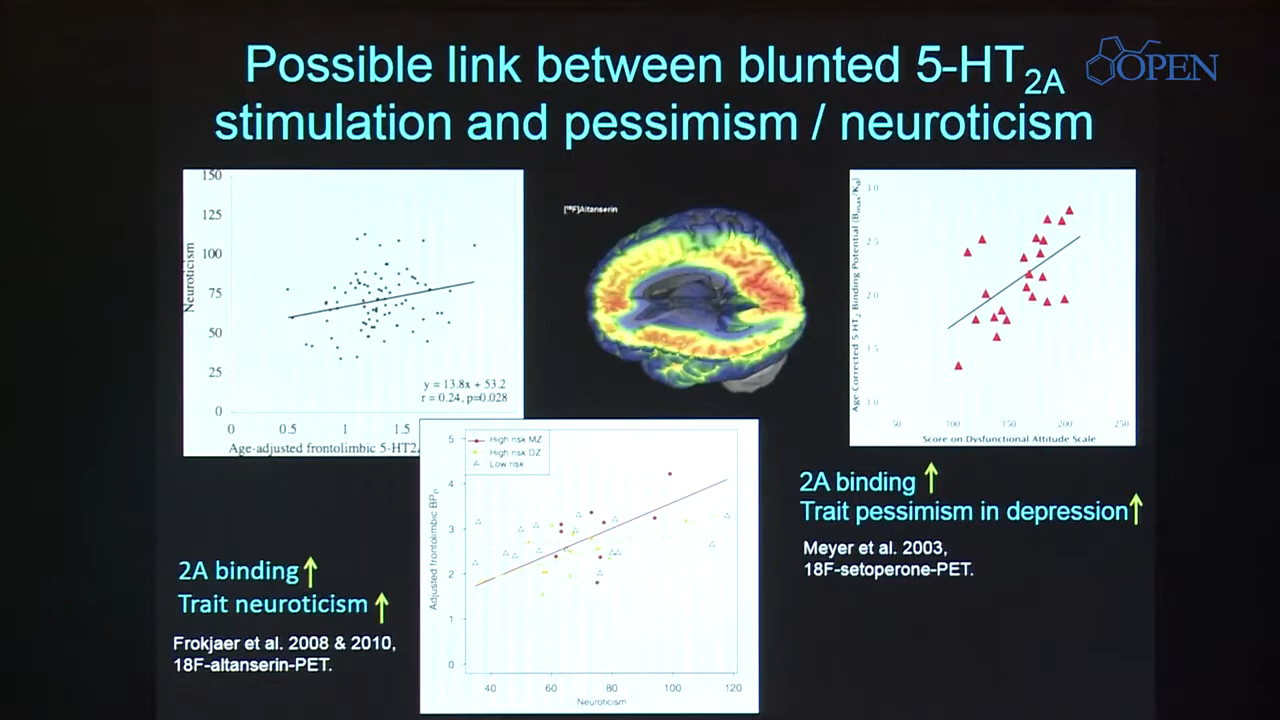 Possible link between blunted 5-HT2A
stimulation and pessimism / neuroticism
OPEN
150
125
100
75
50
25
0
Neuroticism
y = 13.8x + 53.2
r = 0.24, p=0.028
0 0.5 1 1.5
Age-adjusted frontolimbic 5-HT2
[18F]Altanserin
Age-Corrected 5-HT2 Binding Potential (Bmax/Kd)
3.0
2.5
2.0
1.5
1.0
50 100 150 200 250
Score on Dysfunctional Attitude Scale
High risk MZ
High risk DZ
Low risk
Adjusted frontolimbic BPP
5
4
3
2
1
0
40 60 80 100 120
Neuroticism
2A binding ↑
Trait pessimism in depression↑
Meyer et al. 2003,
18F-setoperone-PET.
2A binding ↑
Trait neuroticism ↑
Frokjaer et al. 2008 & 2010,
18F-altanserin-PET.